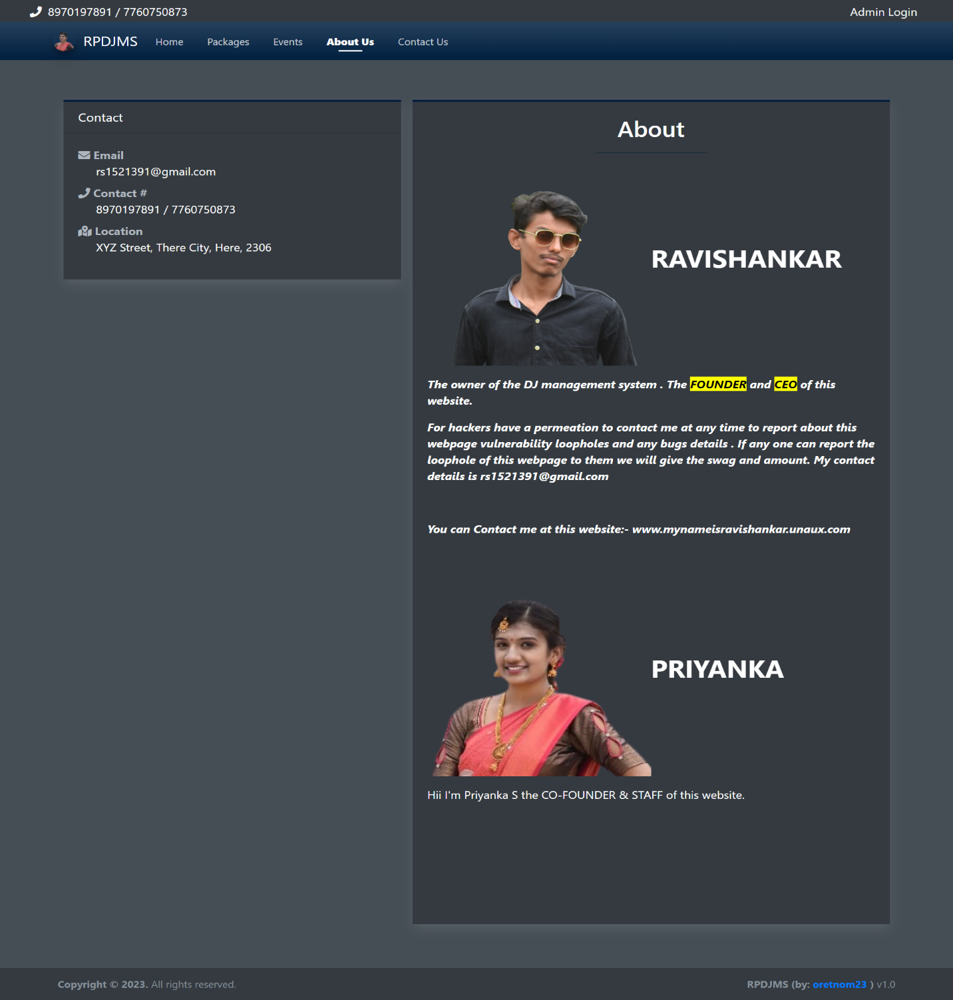 8970197891 / 7760750873
Admin Login
RPDJMS
Home
Packages
Events
About Us
Contact Us
Contact
Email
rs1521391@gmail.com
Contact #
8970197891 / 7760750873
Location
XYZ Street, There City, Here, 2306
About
RAVISHANKAR
The owner of the DJ management system . The FOUNDER and CEO of this
website.
For hackers have a permeation to contact me at any time to report about this
webpage vulnerability loopholes and any bugs details . If any one can report the
loophole of this webpage to them we will give the swag and amount. My contact
details is rs1521391@gmail.com
You can Contact me at this website:- www.mynameisravishankar.unaux.com
PRIYANKA
Hii I'm Priyanka S the CO-FOUNDER & STAFF of this website.
Copyright © 2023. All rights reserved.
RPDJMS (by: oretnom23 ) v1.0